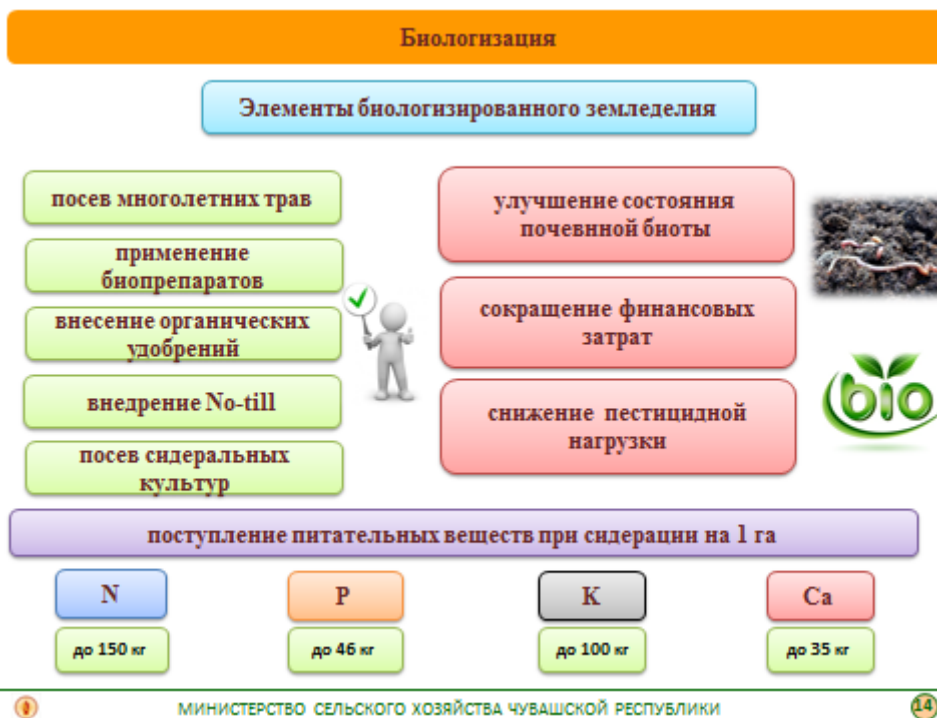 Биологизация
Элементы биологизированного земледелия
посев многолетних трав
применение
биопрепаратов
внесение органических
удобрений
внедрение No-till
посев сидеральных
культур
улучшение состояния
почевнной биоты
сокращение финансовых
затрат
снижение пестицидной
нагрузки
bio
поступление питательных веществ при сидерации на 1 га
N
P
K
Ca
до 150 кг
до 46 кг
до 100 кг
до 35 кг
МИНИСТЕРСТВО СЕЛЬСКОГО ХОЗЯЙСТВА ЧУВАШСКОЙ РЕСПУБЛИКИ
14